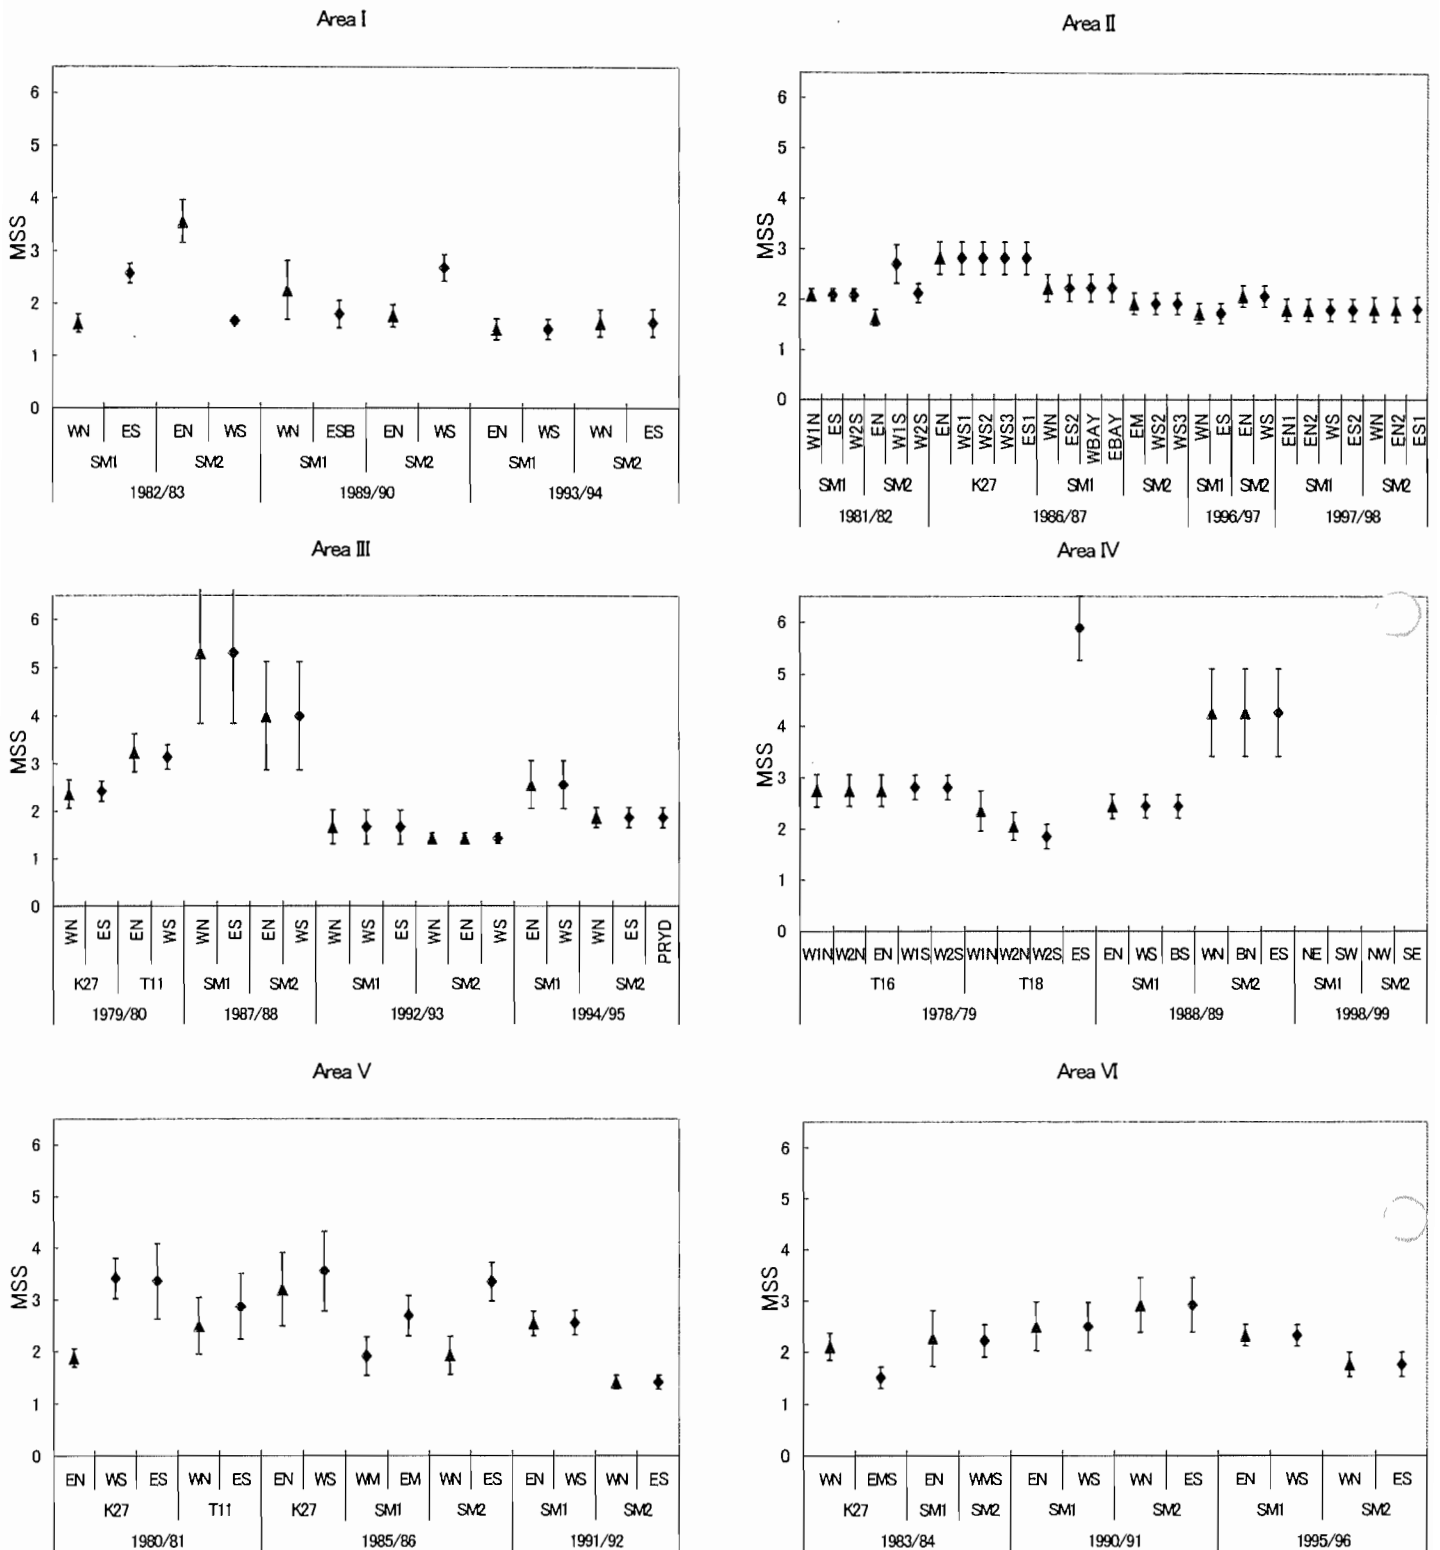 Area I
MSS
6
5
4
3
2
1
0
WN ES EN WS WN ESB EN WS EN WS WN ES
SM1 SM2 SM1 SM2 SM1 SM2
1982/83 1989/90 1993/94
Area II
MSS
6
5
4
3
2
1
0
W1N ES W2S EN W1S W2S EN WS1 WS2 WS3 ES1 WN ES2 WBAY EBAY EM WS2 WS3 WN ES EN WS EN1 EN2 WS ES2 WN EN2 ES1
SM1 SM2 K27 SM1 SM2 SM1 SM2 SM1 SM2
1981/82 1986/87 1996/97 1997/98
Area III
MSS
6
5
4
3
2
1
0
WN ES EN WS WN ES EN WS WN WS ES WN EN WS EN WS WN ES PRYD
K27 T11 SM1 SM2 SM1 SM2 SM1 SM2
1979/80 1987/88 1992/93 1994/95
Area IV
MSS
6
5
4
3
2
1
0
W1N W2N EN W1S W2S W1N W2N W2S ES EN WS BS WN BN ES NE SW NW SE
T16 T18 SM1 SM2 SM1 SM2
1978/79 1988/89 1998/99
Area V
MSS
6
5
4
3
2
1
0
EN WS ES WN ES EN WS WM EM WN ES EN WS WN ES
K27 T11 K27 SM1 SM2 SM1 SM2
1980/81 1985/86 1991/92
Area VI
MSS
6
5
4
3
2
1
0
WN EMS EN WMS EN WS WN ES EN WS WN ES
K27 SM1 SM2 SM1 SM2 SM1 SM2
1983/84 1990/91 1995/96